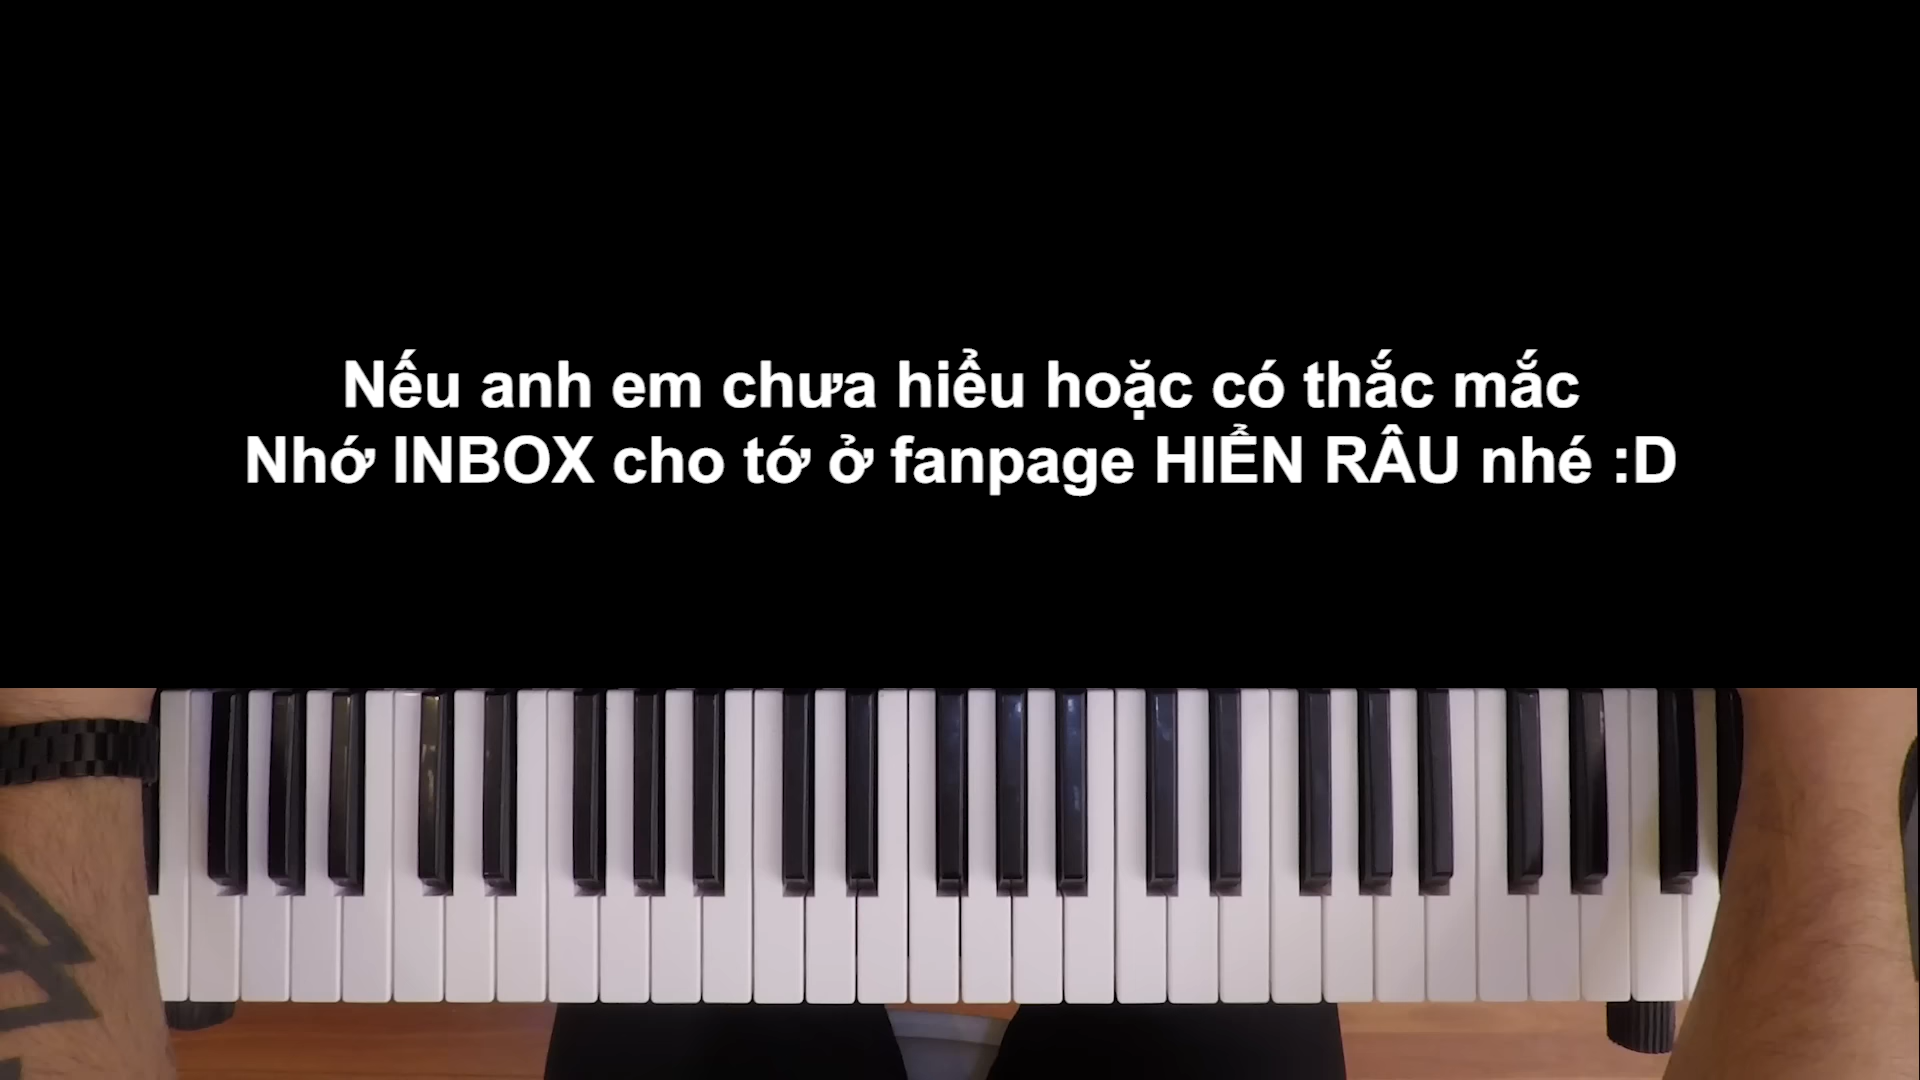 Nếu anh em chưa hiểu hoặc có thắc mắc
Nhớ INBOX cho tớ ở fanpage HIỂN RÂU nhé :D